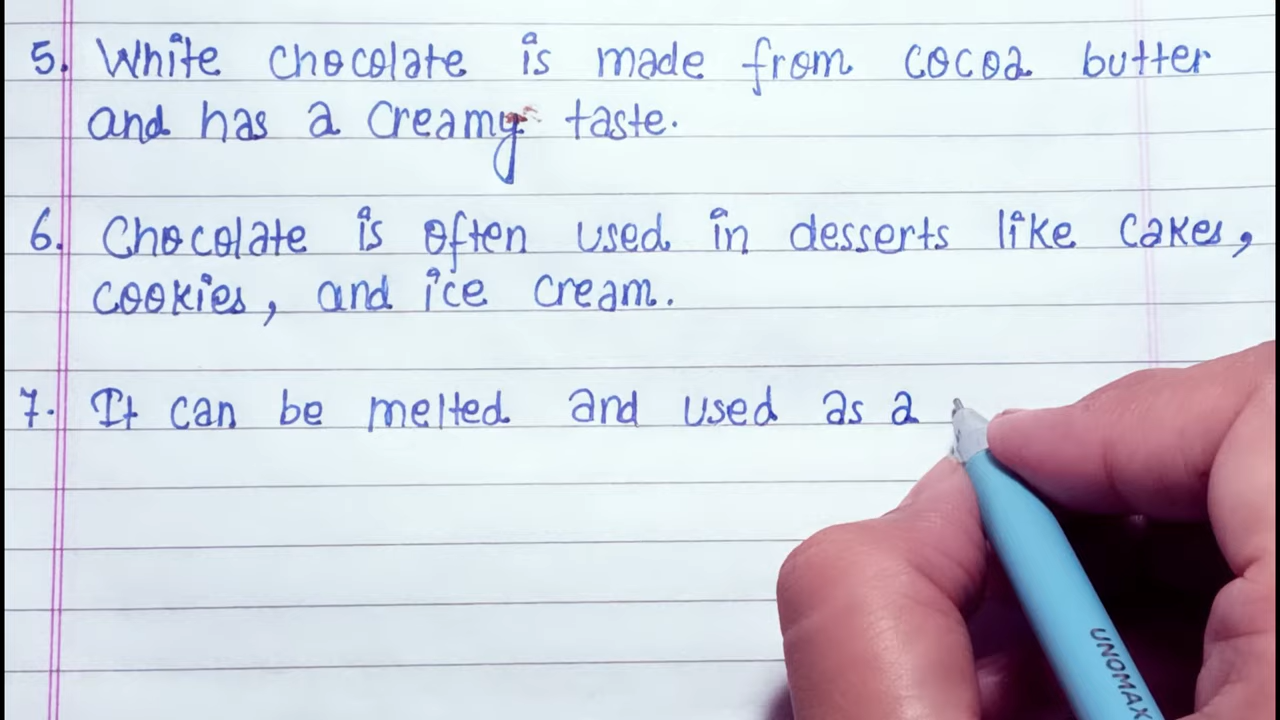 5. White chocolate is made from cocoa butter
and has a creamy taste.
6. Chocolate is often used in desserts like cakes,
cookies, and ice cream.
7. It can be melted and used as a
UNOMAX